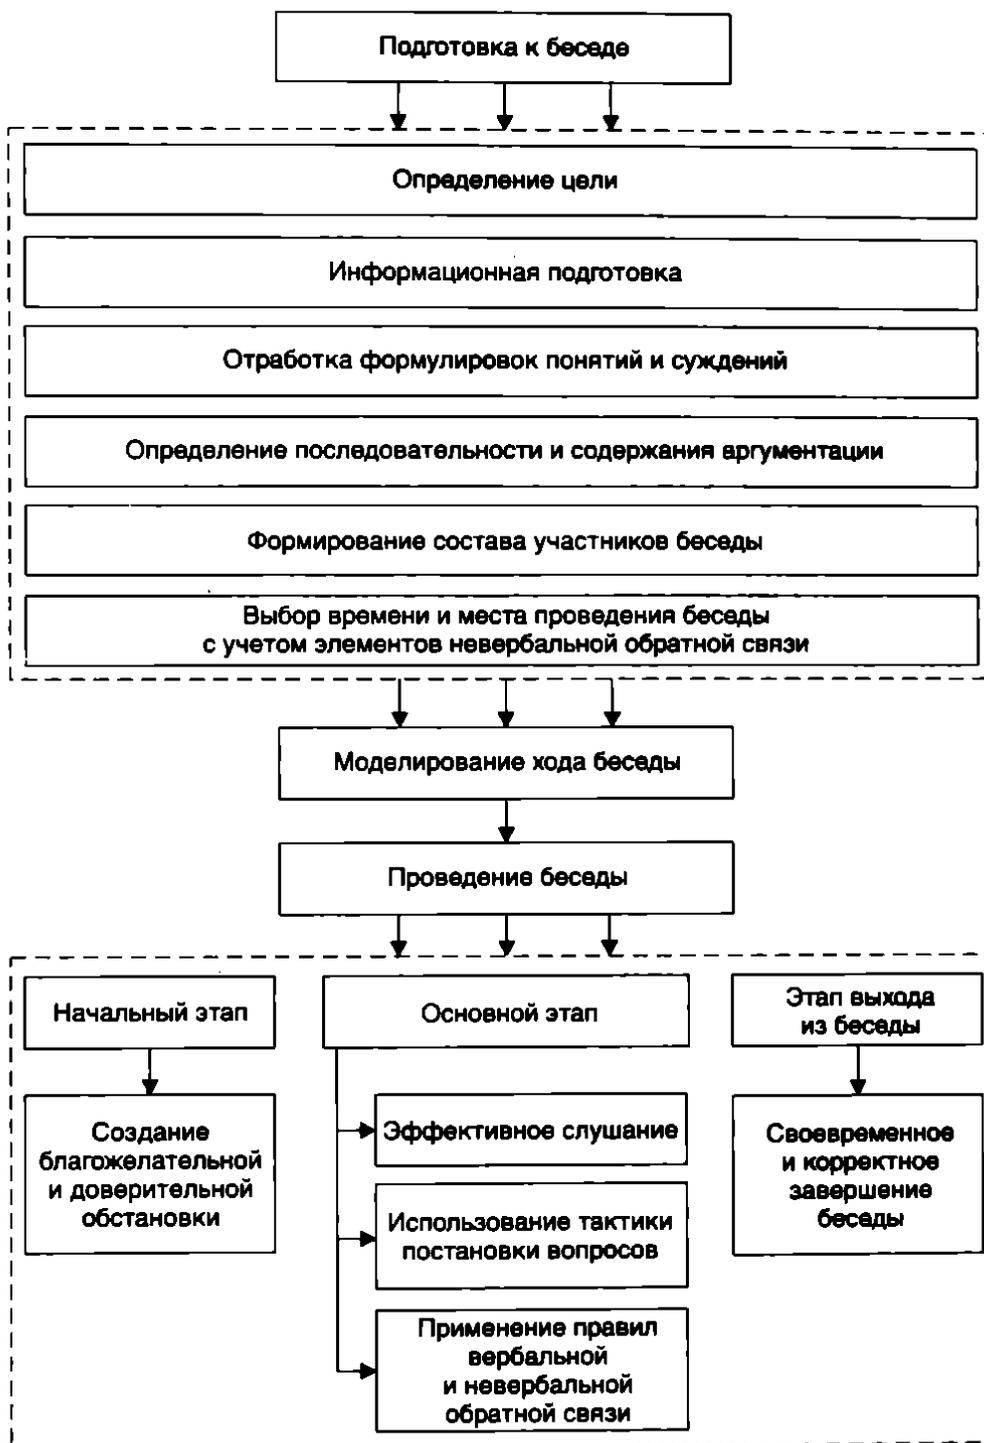 Подготовка к беседе
Определение цели
Информационная подготовка
Отработка формулировок понятий и суждений
Определение последовательности и содержания аргументации
Формирование состава участников беседы
Выбор времени и места проведения беседы
с учетом элементов невербальной обратной связи
Моделирование хода беседы
Проведение беседы
Начальный этап
Создание
благожелательной
и доверительной
обстановки
Основной этап
Эффективное слушание
Использование тактики
постановки вопросов
Применение правил
вербальной
и невербальной
обратной связи
Этап выхода
из беседы
Своевременное
и корректное
завершение
беседы